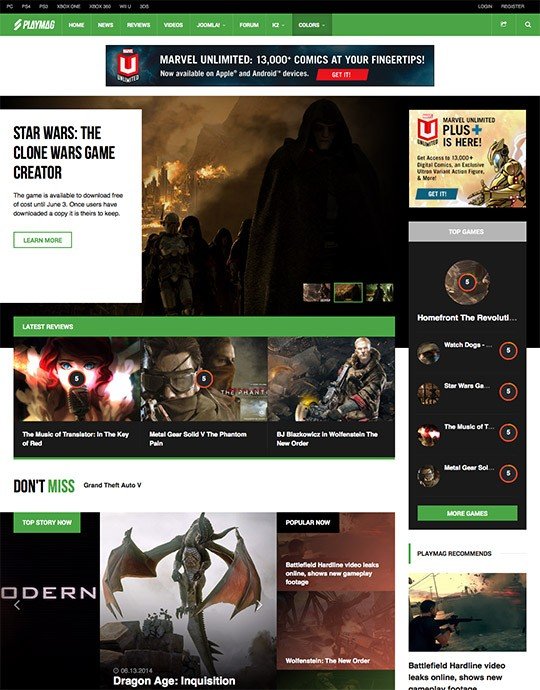 PC PS4 PS3 XBOX ONE XBOX 360 WII U 3DS LOGIN REGISTER
PLAYMAG HOME NEWS REVIEWS VIDEOS JOOMLA! FORUM K2 COLORS
MARVEL UNLIMITED: 13,000+ COMICS AT YOUR FINGERTIPS!
Now available on Apple® and Android™ devices. GET IT!
MARVEL
UNLIMITED
STAR WARS: THE
CLONE WARS GAME
CREATOR
The game is available to download free
of cost until June 3. Once users have
downloaded a copy it is theirs to keep.
LEARN MORE
MARVEL UNLIMITED
PLUS+
IS HERE!
Get Access to 13,000+
Digital Comics, an Exclusive
Ultron Variant Action Figure,
& More!
GET IT!
TOP GAMES
5
Homefront The Revoluti...
Watch Dogs - ... 5
Star Wars Ga... 5
The Music of T... 5
Metal Gear Sol... 5
MORE GAMES
LATEST REVIEWS
5
5
THE PHANTOM
The Music of Translator: In The Key
of Red
Metal Gear Solid V The Phantom
Pain
BJ Blazkowicz in Wolfenstein The
New Order
DON'T MISS Grand Theft Auto V
TOP STORY NOW
ODERN
06.13.2014
Dragon Age: Inquisition
POPULAR NOW
Battlefield Hardline video leaks
online, shows new gameplay
footage
Wolfenstein: The New Order
PLAYMAG RECOMMENDS
Battlefield Hardline video
leaks online, shows new
gameplay footage